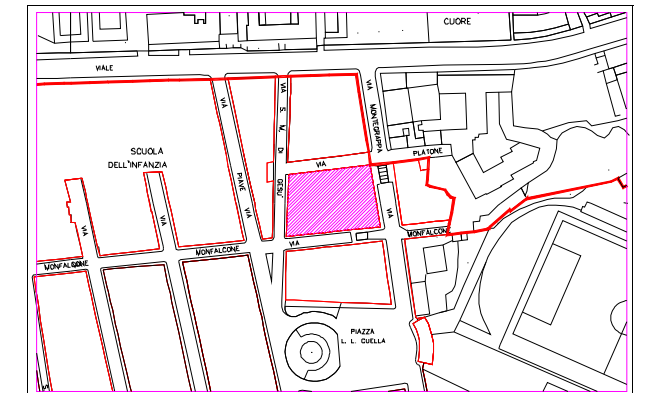 CUORE
VIALE
VIA
VIA S. M. DI GESU'
VIA MONTEGRAPPA
SCUOLA
DELL'INFANZIA
VIA
PLATONE
PIAVE
VIA
VIA
VIA
VIA
MONFALCONE
VIA
MONFALCONE
MONFALCONE
PIAZZA
L. L. CUELLA